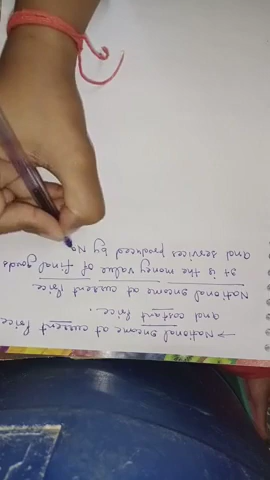 → National Income at current Price
and constant Price.
National Income at current Price
It is the money value of final goods
and services produced by No